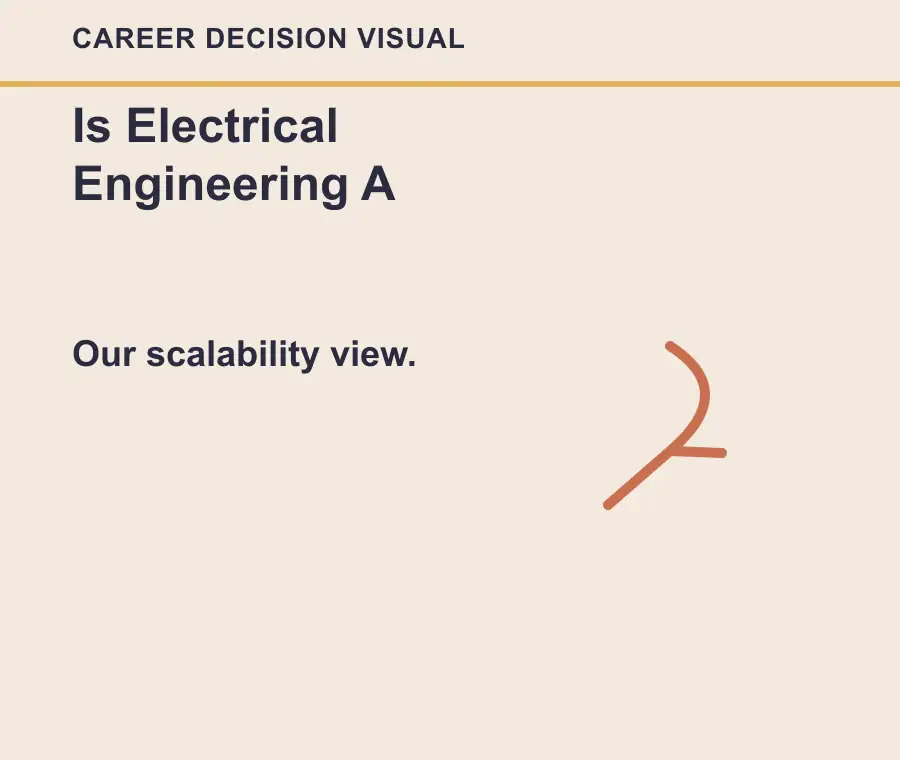 CAREER DECISION VISUAL
Is Electrical
Engineering A
Our scalability view.